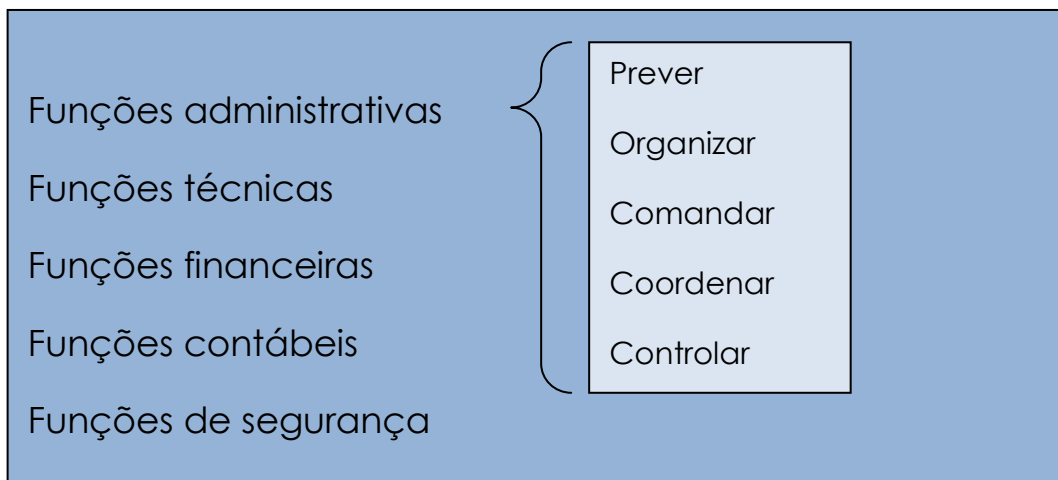 Funções administrativas
Funções técnicas
Funções financeiras
Funções contábeis
Funções de segurança
Prever
Organizar
Comandar
Coordenar
Controlar